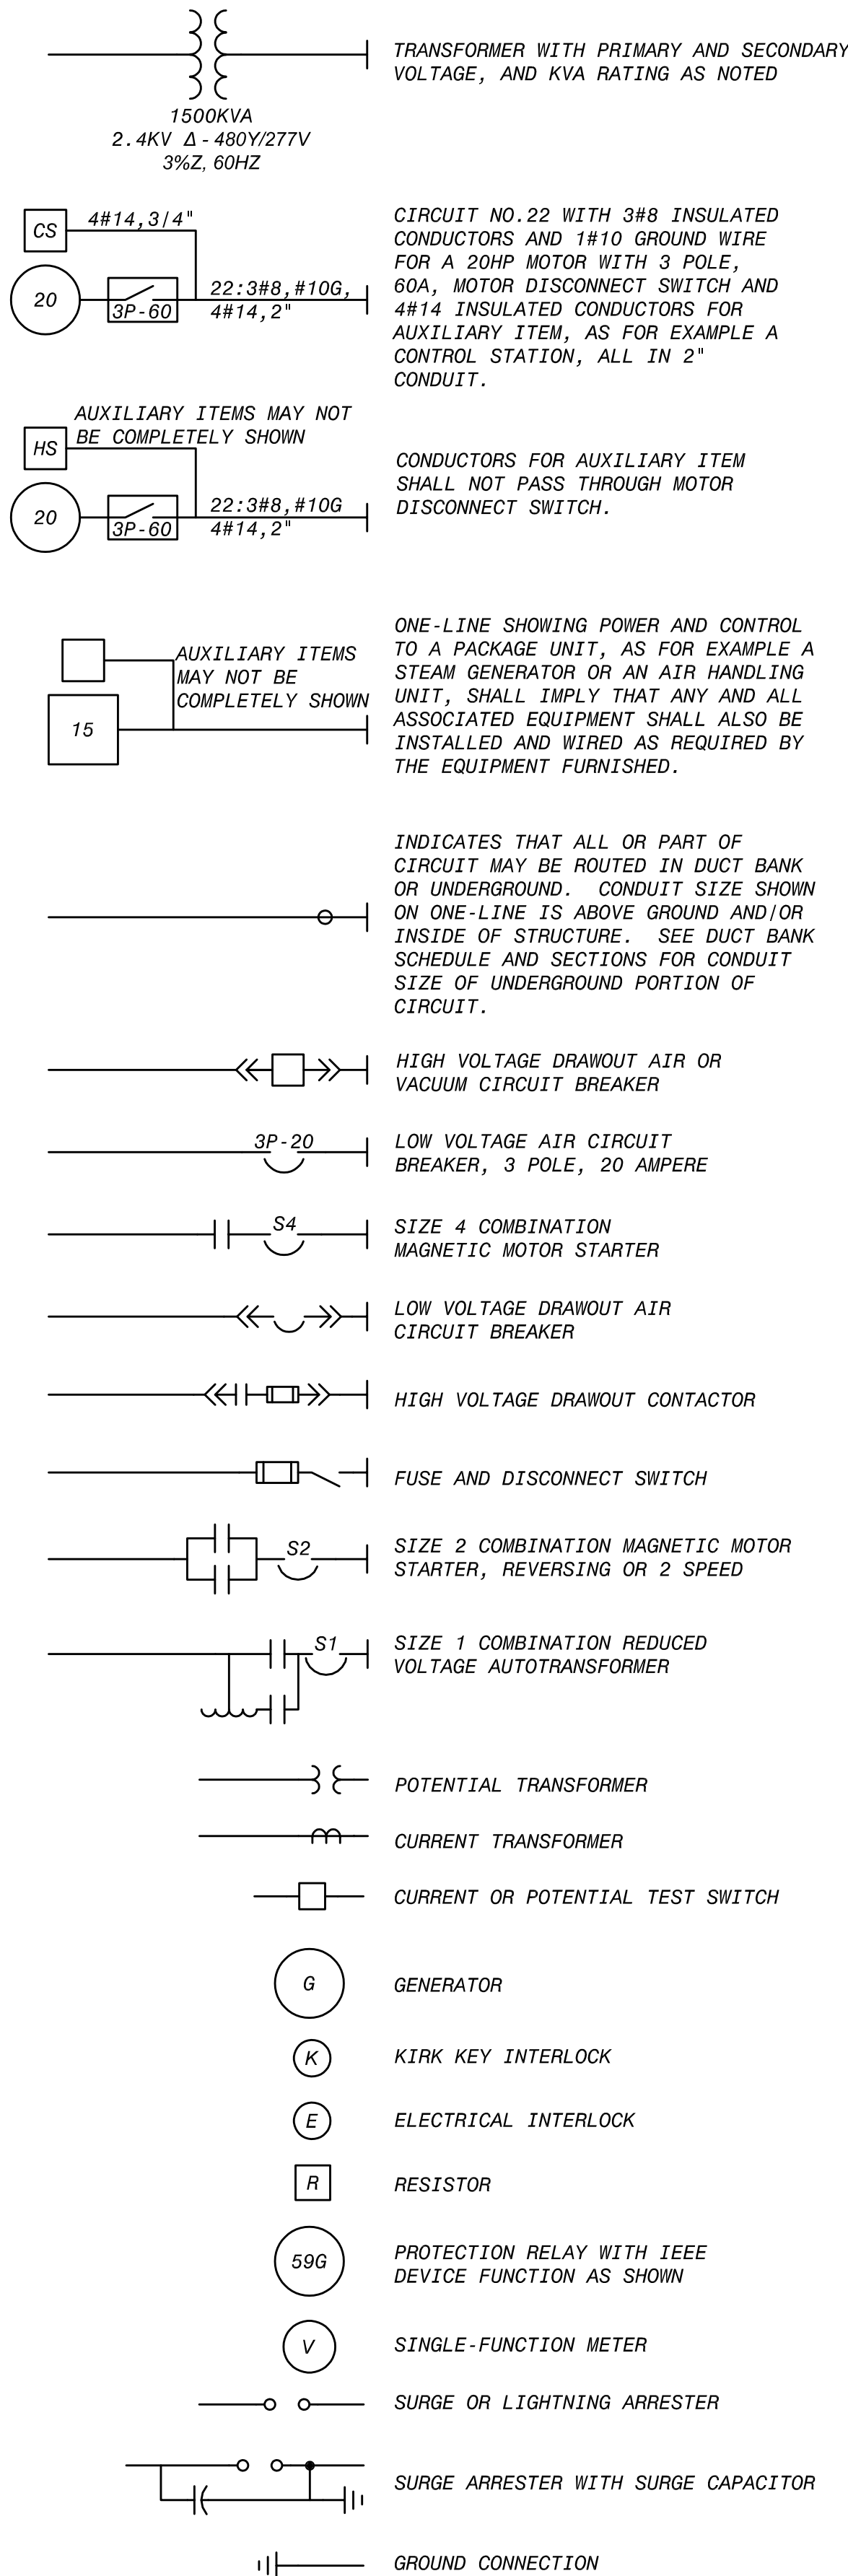 TRANSFORMER WITH PRIMARY AND SECONDARY
VOLTAGE, AND KVA RATING AS NOTED
1500KVA
2.4KV Δ - 480Y/277V
3%Z, 60HZ
CS
4#14,3/4"
20
3P-60
22:3#8,#10G,
4#14,2"
CIRCUIT NO.22 WITH 3#8 INSULATED
CONDUCTORS AND 1#10 GROUND WIRE
FOR A 20HP MOTOR WITH 3 POLE,
60A, MOTOR DISCONNECT SWITCH AND
4#14 INSULATED CONDUCTORS FOR
AUXILIARY ITEM, AS FOR EXAMPLE A
CONTROL STATION, ALL IN 2"
CONDUIT.
AUXILIARY ITEMS MAY NOT
BE COMPLETELY SHOWN
HS
20
3P-60
22:3#8,#10G
4#14,2"
CONDUCTORS FOR AUXILIARY ITEM
SHALL NOT PASS THROUGH MOTOR
DISCONNECT SWITCH.
AUXILIARY ITEMS
MAY NOT BE
COMPLETELY SHOWN
15
ONE-LINE SHOWING POWER AND CONTROL
TO A PACKAGE UNIT, AS FOR EXAMPLE A
STEAM GENERATOR OR AN AIR HANDLING
UNIT, SHALL IMPLY THAT ANY AND ALL
ASSOCIATED EQUIPMENT SHALL ALSO BE
INSTALLED AND WIRED AS REQUIRED BY
THE EQUIPMENT FURNISHED.
INDICATES THAT ALL OR PART OF
CIRCUIT MAY BE ROUTED IN DUCT BANK
OR UNDERGROUND.  CONDUIT SIZE SHOWN
ON ONE-LINE IS ABOVE GROUND AND/OR
INSIDE OF STRUCTURE.  SEE DUCT BANK
SCHEDULE AND SECTIONS FOR CONDUIT
SIZE OF UNDERGROUND PORTION OF
CIRCUIT.
HIGH VOLTAGE DRAWOUT AIR OR
VACUUM CIRCUIT BREAKER
3P-20
LOW VOLTAGE AIR CIRCUIT
BREAKER, 3 POLE, 20 AMPERE
S4
SIZE 4 COMBINATION
MAGNETIC MOTOR STARTER
LOW VOLTAGE DRAWOUT AIR
CIRCUIT BREAKER
HIGH VOLTAGE DRAWOUT CONTACTOR
FUSE AND DISCONNECT SWITCH
S2
SIZE 2 COMBINATION MAGNETIC MOTOR
STARTER, REVERSING OR 2 SPEED
S1
SIZE 1 COMBINATION REDUCED
VOLTAGE AUTOTRANSFORMER
POTENTIAL TRANSFORMER
CURRENT TRANSFORMER
CURRENT OR POTENTIAL TEST SWITCH
G
GENERATOR
K
KIRK KEY INTERLOCK
E
ELECTRICAL INTERLOCK
R
RESISTOR
59G
PROTECTION RELAY WITH IEEE
DEVICE FUNCTION AS SHOWN
V
SINGLE-FUNCTION METER
SURGE OR LIGHTNING ARRESTER
SURGE ARRESTER WITH SURGE CAPACITOR
GROUND CONNECTION